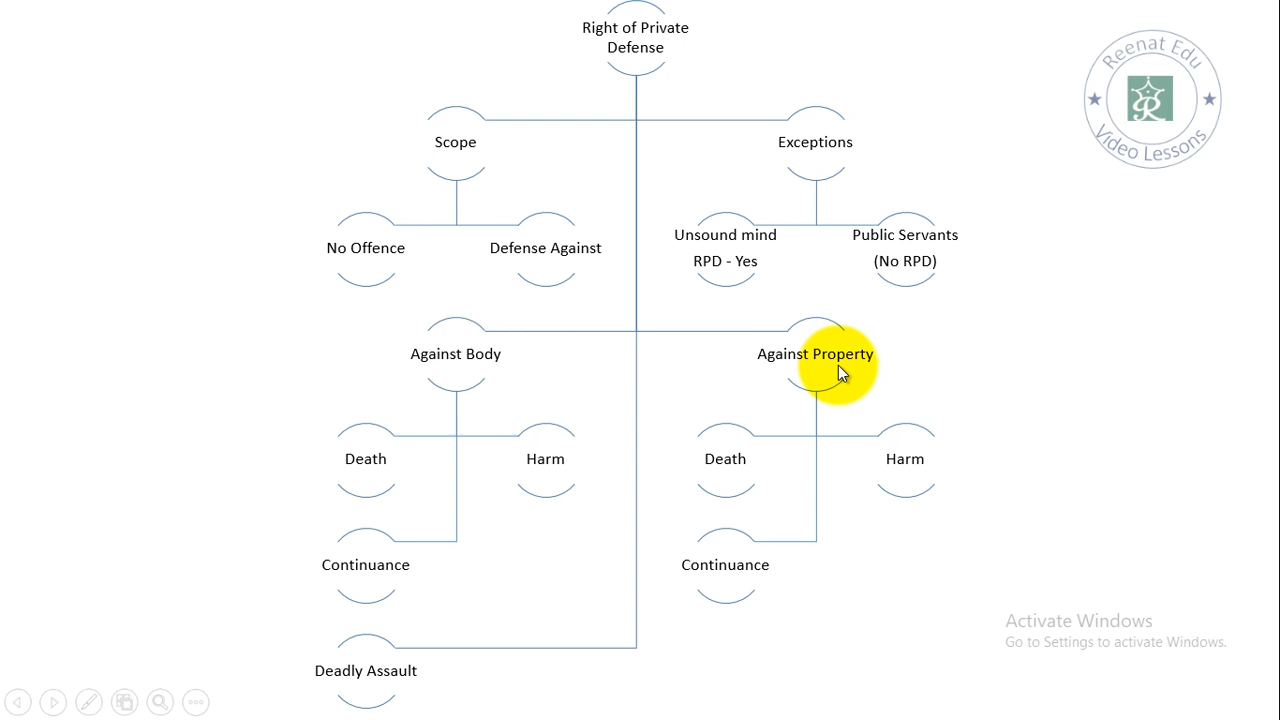 Right of Private
Defense
Reenat Edu
Video Lessons
R
Scope
Exceptions
No Offence
Defense Against
Unsound mind
RPD - Yes
Public Servants
(No RPD)
Against Body
Against Property
Death
Harm
Death
Harm
Continuance
Continuance
Deadly Assault
Activate Windows
Go to Settings to activate Windows.